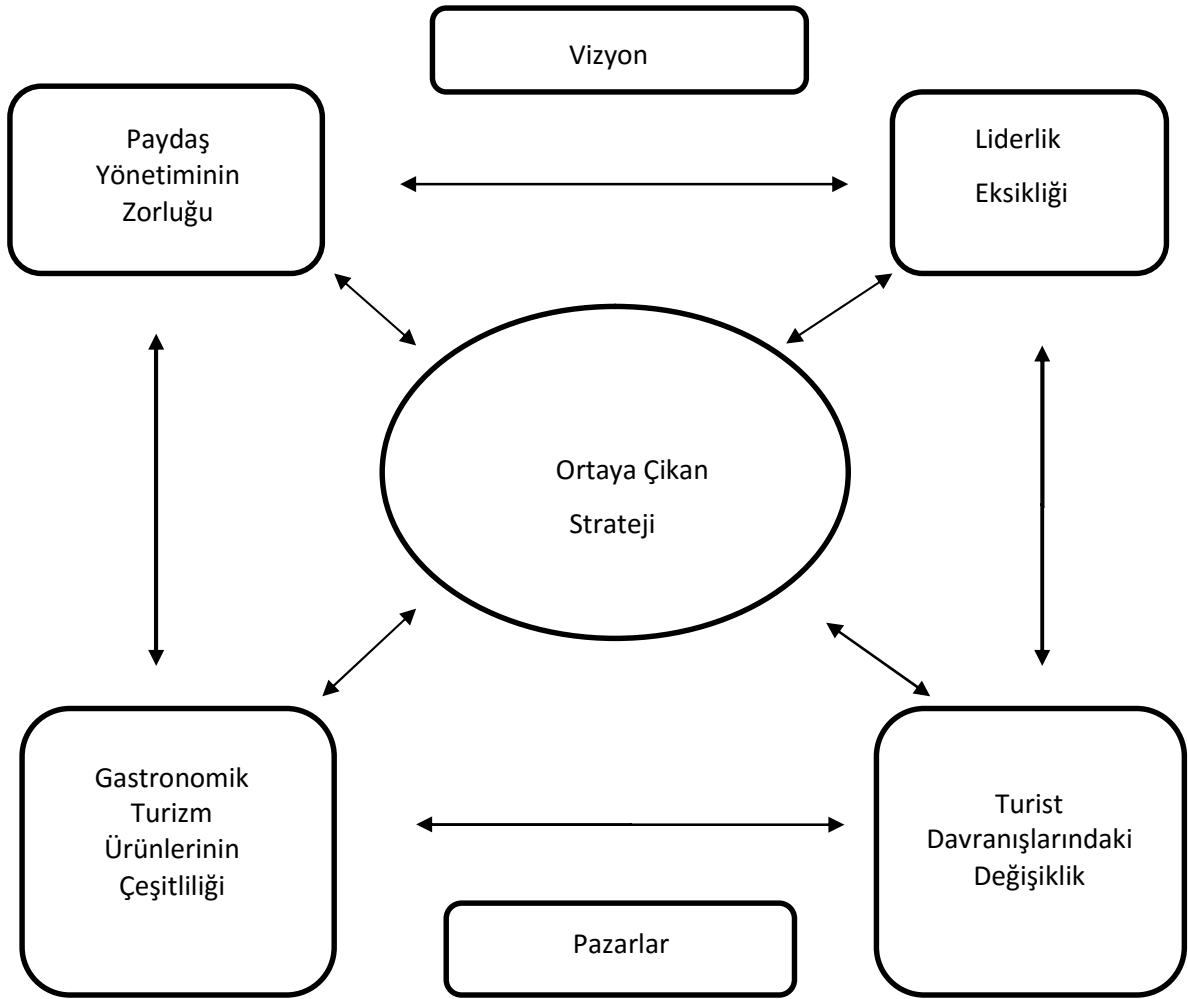 Vizyon
Paydaş
Yönetiminin
Zorluğu
Liderlik
Eksikliği
Ortaya Çikan
Strateji
Gastronomik
Turizm
Ürünlerinin
Çeşitliliği
Turist
Davranışlarındaki
Değişiklik
Pazarlar